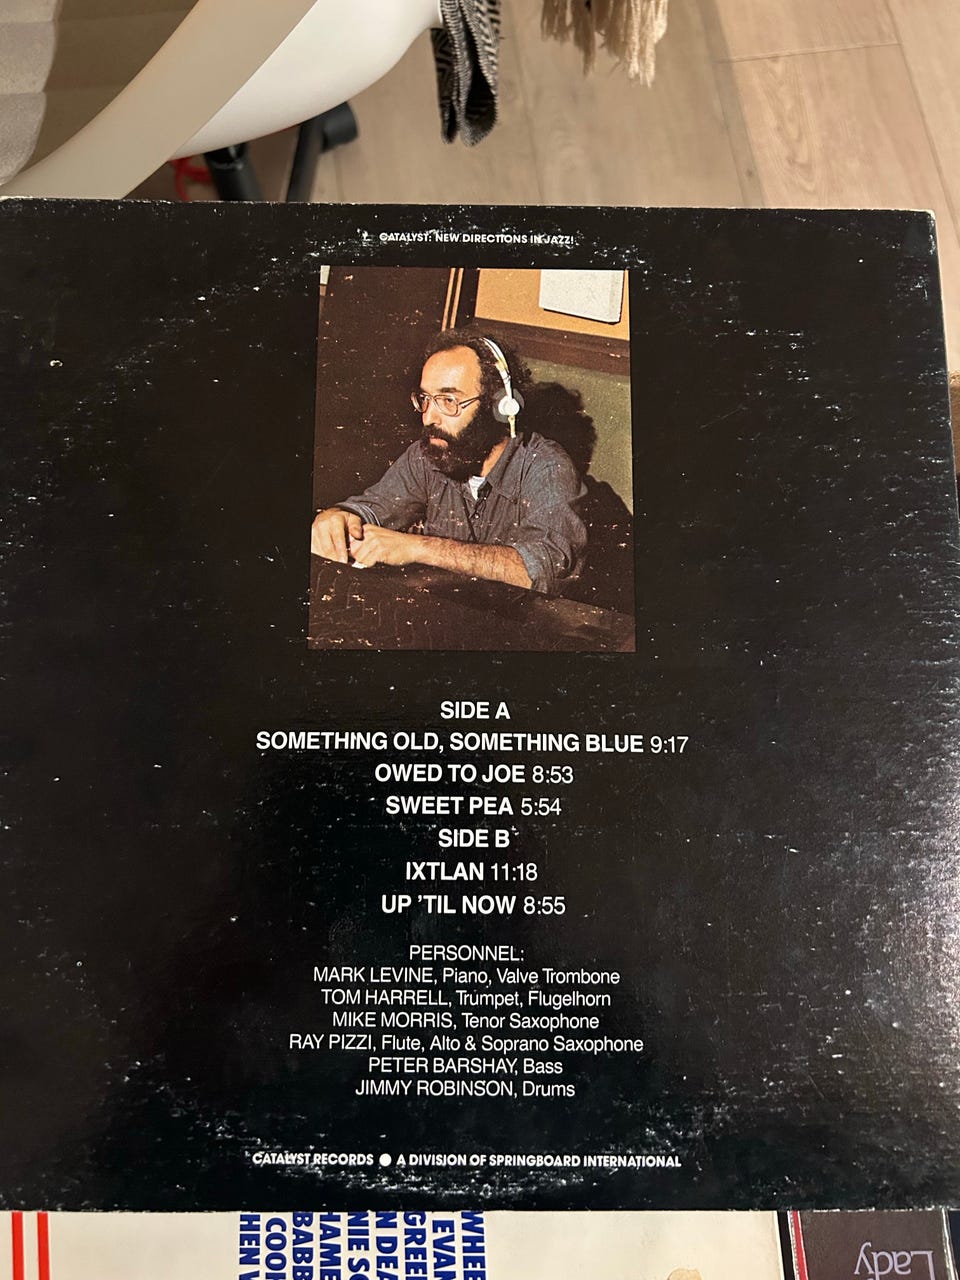 CATALYST: NEW DIRECTIONS IN JAZZ!
SIDE A
SOMETHING OLD, SOMETHING BLUE 9:17
OWED TO JOE 8:53
SWEET PEA 5:54
SIDE B
IXTLAN 11:18
UP 'TIL NOW 8:55
PERSONNEL:
MARK LEVINE, Piano, Valve Trombone
TOM HARRELL, Trumpet, Flugelhorn
MIKE MORRIS, Tenor Saxophone
RAY PIZZI, Flute, Alto & Soprano Saxophone
PETER BARSHAY, Bass
JIMMY ROBINSON, Drums
CATALYST RECORDS ● A DIVISION OF SPRINGBOARD INTERNATIONAL
Lady